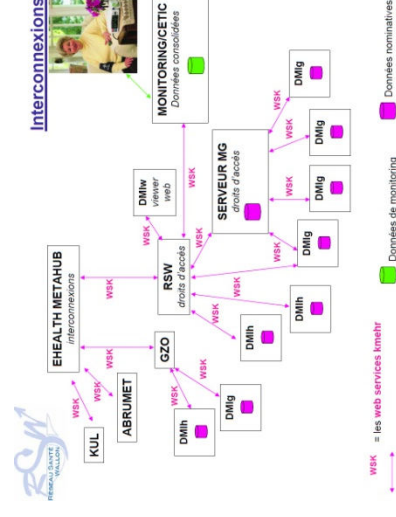 Interconnexions
RSW
RÉSEAU SANTÉ
WALLON
EHEALTH METAHUB
interconnexions
WSK
WSK
WSK
WSK
KUL
ABRUMET
GZO
WSK
WSK
DMIh
DMIg
DMIw
viewer
web
WSK
RSW
droits d'accès
WSK
WSK
WSK
WSK
DMIh
DMIh
MONITORING/CETIC
Données consolidées
WSK
SERVEUR MG
droits d'accès
WSK
WSK
WSK
WSK
DMIg
DMIg
DMIg
DMIg
WSK = les web services kmehr
Données de monitoring
Données nominatives